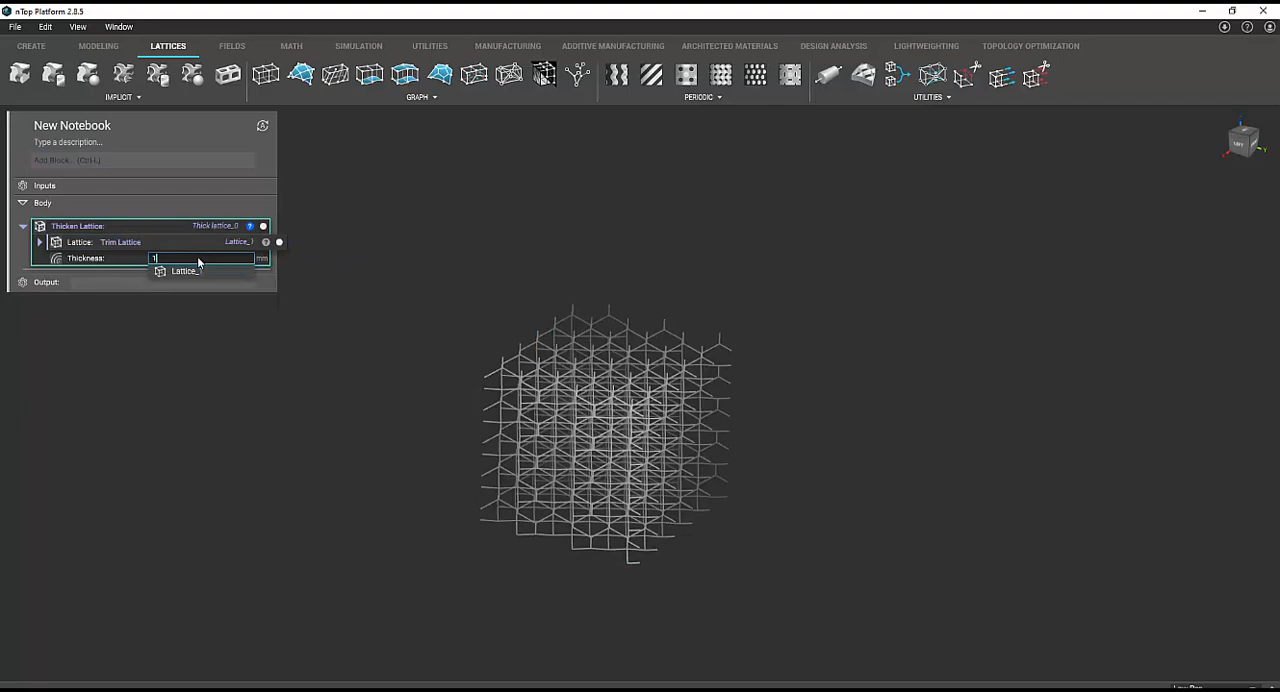 nTop Platform 2.8.5
File Edit View Window
CREATE MODELING LATTICES FIELDS MATH SIMULATION UTILITIES MANUFACTURING ADDITIVE MANUFACTURING ARCHITECTED MATERIALS DESIGN ANALYSIS LIGHTWEIGHTING TOPOLOGY OPTIMIZATION
IMPLICIT GRAPH PERIODIC UTILITIES
New Notebook
Type a description...
Add Block... (Ctrl-L)
Inputs
Body
Thicken Lattice: Thick lattice_0
Lattice: Trim Lattice Lattice_1
Thickness: 1 mm
Lattice_
Output: